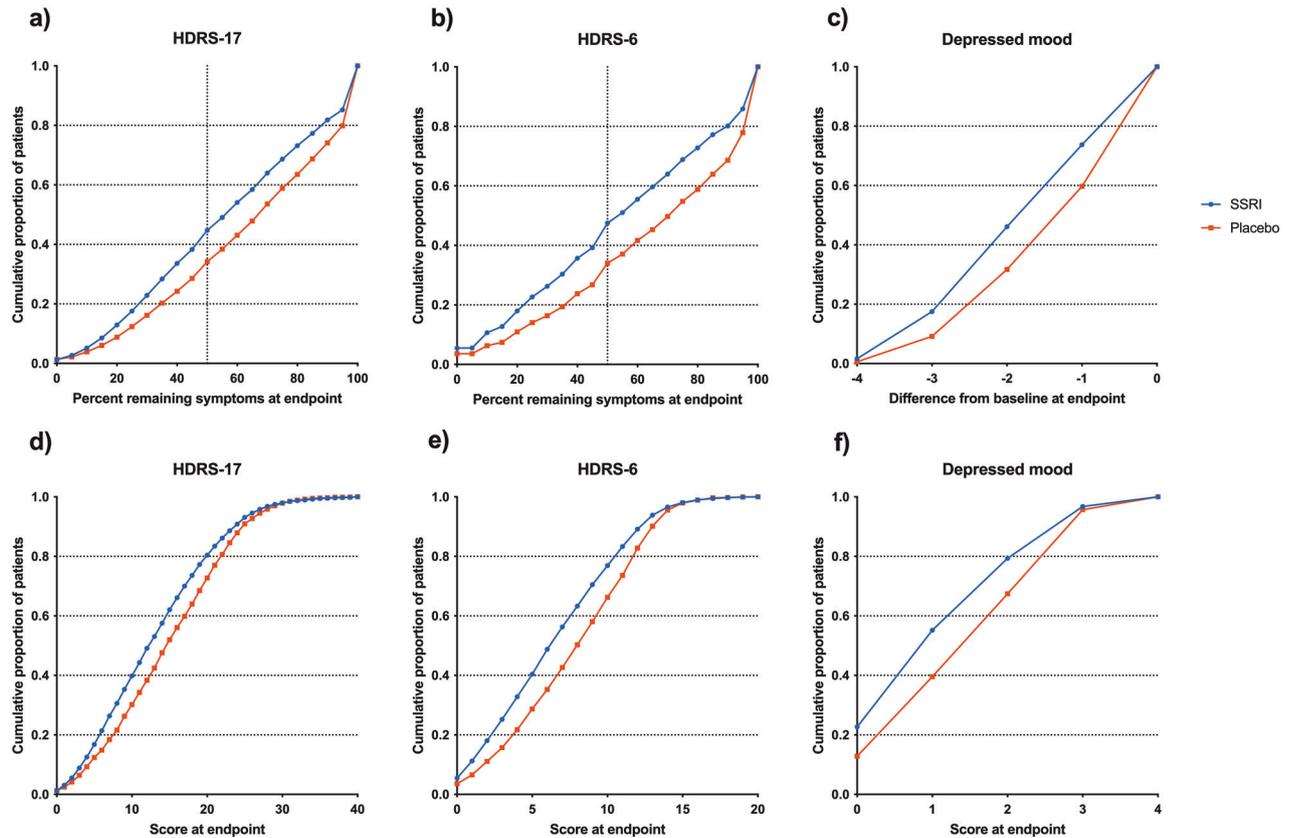 a)
HDRS-17
1.0
0.8
0.6
0.4
0.2
0.0
0 20 40 60 80 100
Cumulative proportion of patients
Percent remaining symptoms at endpoint
b)
HDRS-6
1.0
0.8
0.6
0.4
0.2
0.0
0 20 40 60 80 100
Cumulative proportion of patients
Percent remaining symptoms at endpoint
c)
Depressed mood
1.0
0.8
0.6
0.4
0.2
0.0
-4 -3 -2 -1 0
Cumulative proportion of patients
Difference from baseline at endpoint
SSRI
Placebo
d)
HDRS-17
1.0
0.8
0.6
0.4
0.2
0.0
0 10 20 30 40
Cumulative proportion of patients
Score at endpoint
e)
HDRS-6
1.0
0.8
0.6
0.4
0.2
0.0
0 5 10 15 20
Cumulative proportion of patients
Score at endpoint
f)
Depressed mood
1.0
0.8
0.6
0.4
0.2
0.0
0 1 2 3 4
Cumulative proportion of patients
Score at endpoint